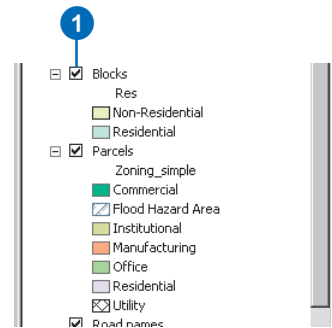 1
Blocks
Res
Non-Residential
Residential
Parcels
Zoning_simple
Commercial
Flood Hazard Area
Institutional
Manufacturing
Office
Residential
Utility
Road names